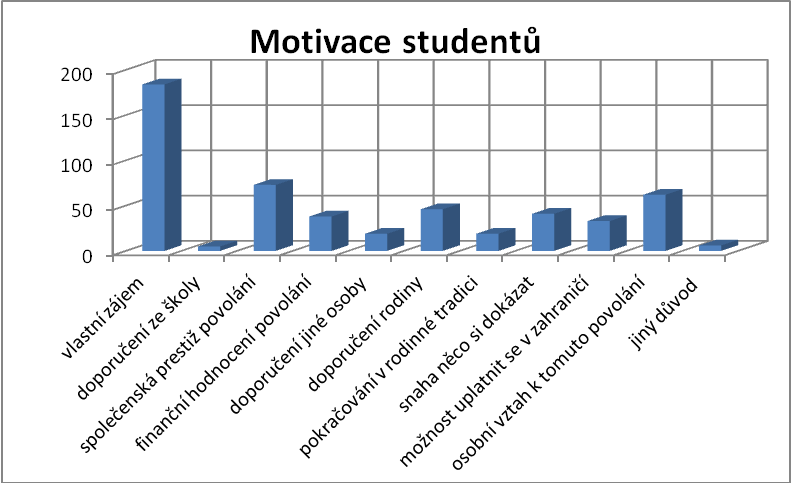 Motivace studentů
200
150
100
50
0
vlastní zájem
doporučení ze školy
společenská prestiž povolání
finanční hodnocení povolání
doporučení jiné osoby
doporučení rodiny
pokračování v rodinné tradici
snaha něco si dokázat
možnost uplatnit se v zahraničí
osobní vztah k tomuto povolání
jiný důvod